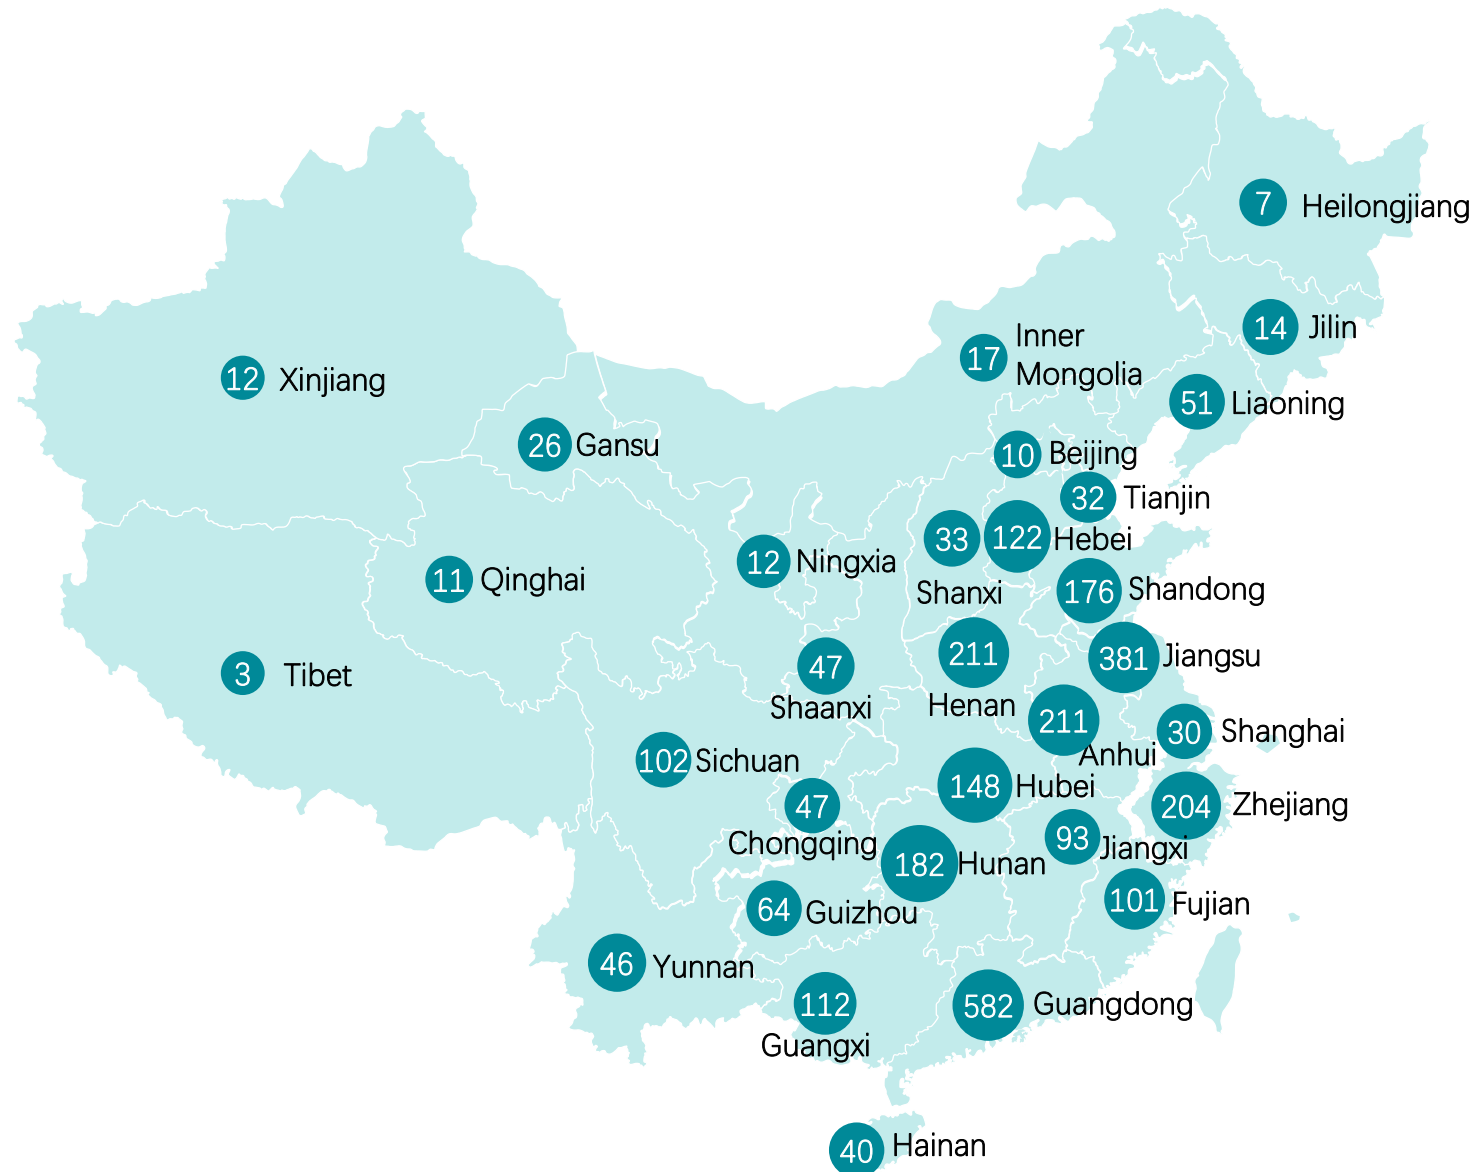 7 Heilongjiang
14 Jilin
Inner
17
Mongolia
12 Xinjiang
51 Liaoning
26 Gansu
10 Beijing
32 Tianjin
33
122 Hebei
12 Ningxia
11 Qinghai
Shanxi
176 Shandong
211
381 Jiangsu
47
3 Tibet
Shaanxi
Henan
211
Anhui
30 Shanghai
102 Sichuan
148 Hubei
47
204 Zhejiang
Chongqing
93 Jiangxi
182 Hunan
64 Guizhou
101 Fujian
46 Yunnan
112
Guangxi
582 Guangdong
40 Hainan